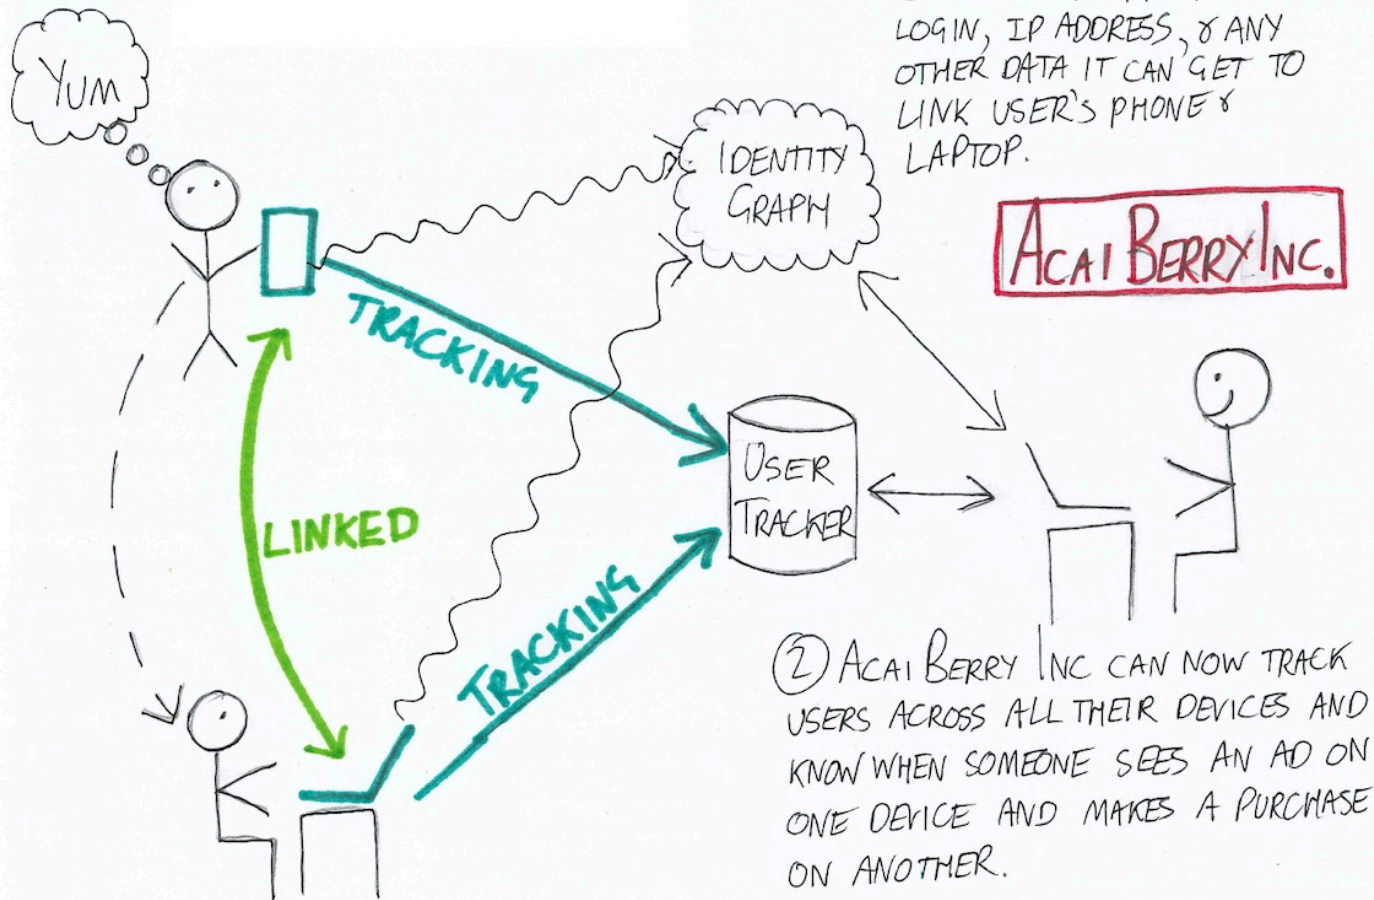 YUM
LOGIN, IP ADDRESS, & ANY
OTHER DATA IT CAN GET TO
LINK USER'S PHONE &
LAPTOP.
IDENTITY
GRAPH
ACAI BERRY INC.
TRACKING
USER
TRACKER
LINKED
TRACKING
② ACAI BERRY INC CAN NOW TRACK
USERS ACROSS ALL THEIR DEVICES AND
KNOW WHEN SOMEONE SEES AN AD ON
ONE DEVICE AND MAKES A PURCHASE
ON ANOTHER.